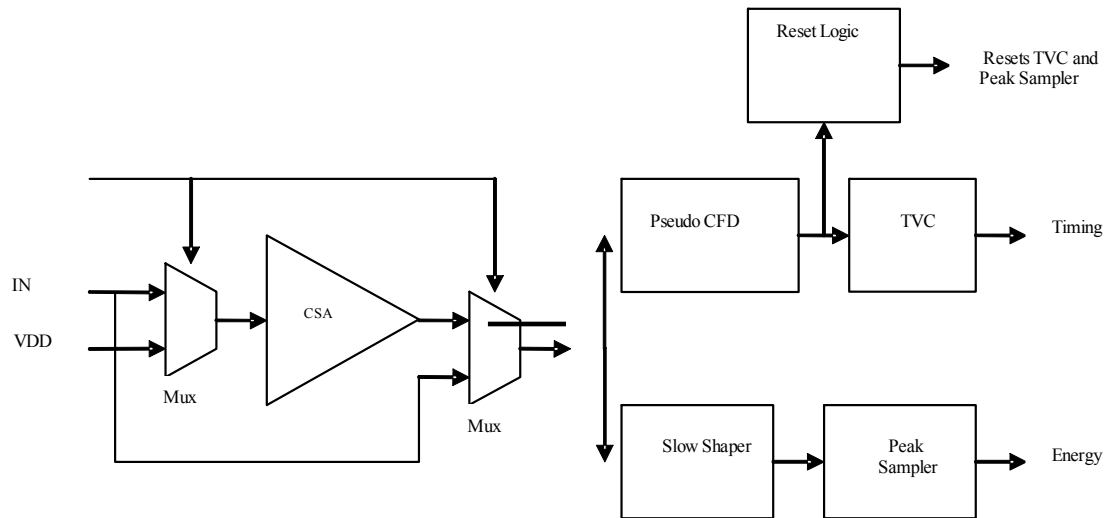 Reset Logic
Resets TVC and
Peak Sampler
Pseudo CFD
TVC
Timing
IN
CSA
VDD
Mux
Mux
Slow Shaper
Peak
Sampler
Energy